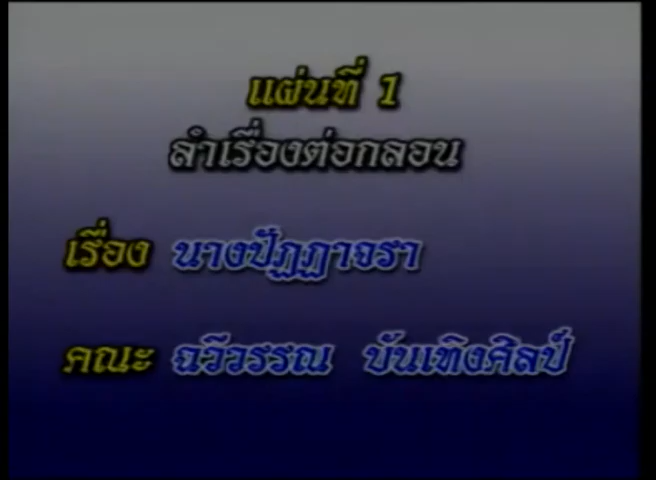 แผ่นที่ 1
ลำเรื่องต่อกลอน
เรื่อง นางปัฏฏาจรา
คณะ ฉวีวรรณ บันเทิงศิลป์